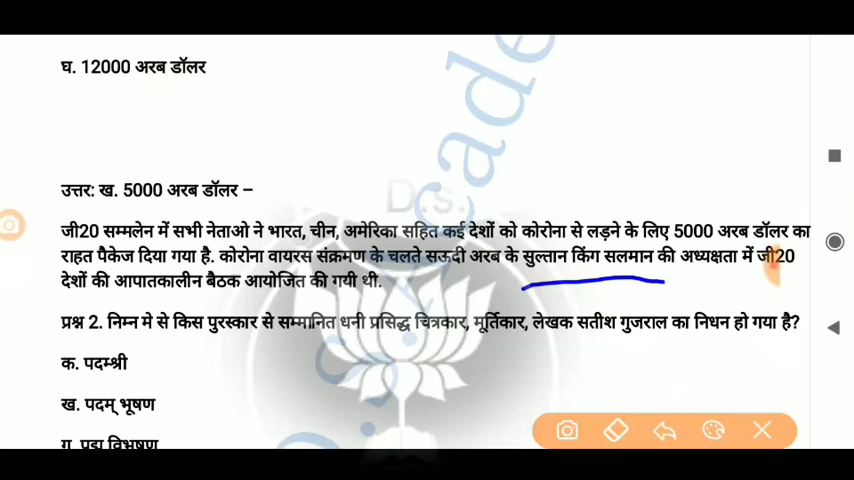 घ. 12000 अरब डॉलर
D.s.
उत्तर: ख. 5000 अरब डॉलर –
जी20 सम्मलेन में सभी नेताओ ने भारत, चीन, अमेरिका सहित कई देशों को कोरोना से लड़ने के लिए 5000 अरब डॉलर का
राहत पैकेज दिया गया है. कोरोना वायरस संक्रमण के चलते सऊदी अरब के सुल्तान किंग सलमान की अध्यक्षता में जी20
देशों की आपातकालीन बैठक आयोजित की गयी थी.
प्रश्न 2. निम्न मे से किस पुरस्कार से सम्मानित धनी प्रसिद्ध चित्रकार, मूर्तिकार, लेखक सतीश गुजराल का निधन हो गया है?
क. पदम्श्री
ख. पदम् भूषण
ग. पद्म विभूषण